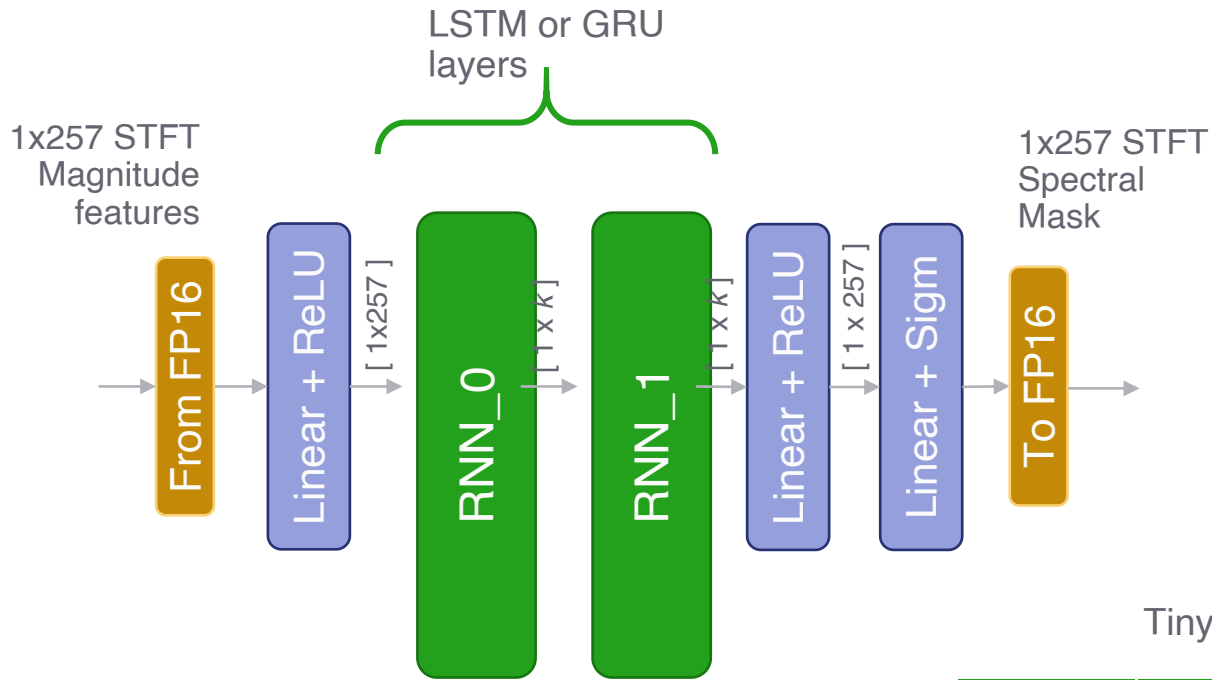 LSTM or GRU
layers
1x257 STFT
Magnitude
features
1x257 STFT
Spectral
Mask
From FP16
Linear + ReLU
[ 1x257 ]
RNN_0
[ 1 x k ]
RNN_1
[ 1 x k ]
Linear + ReLU
[ 1 x 257 ]
Linear + Sigm
To FP16
Tiny